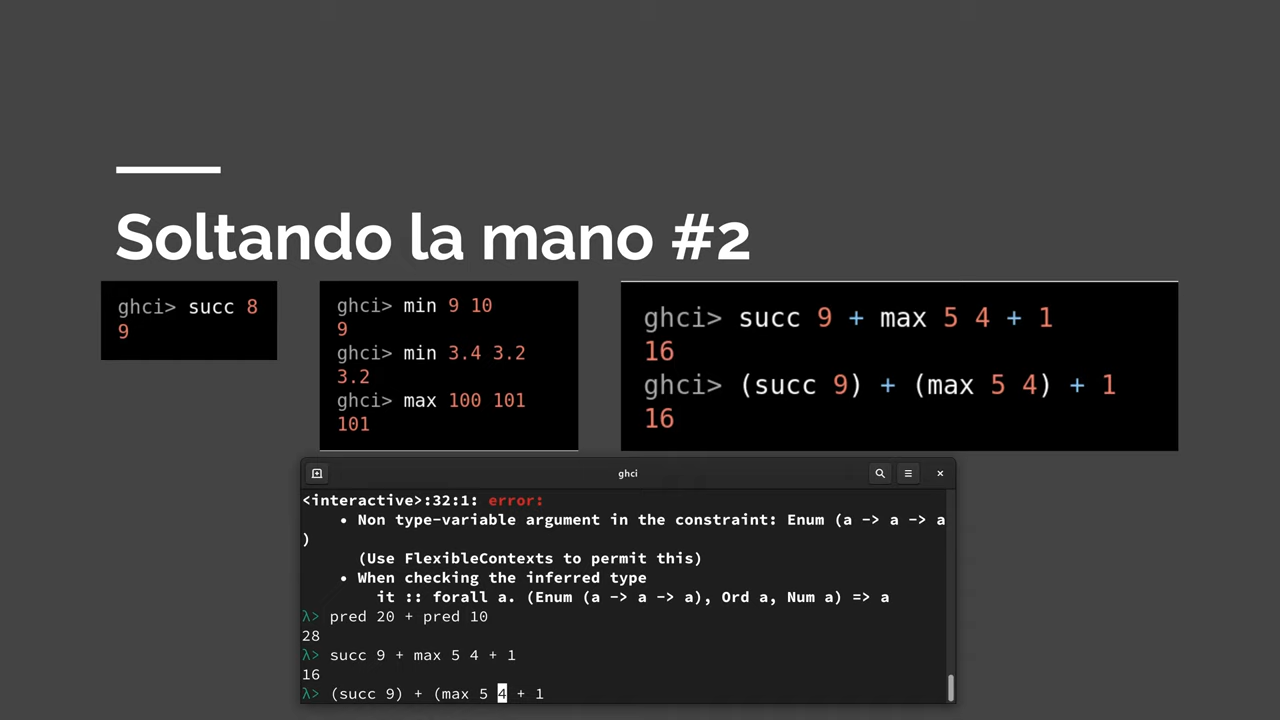 Soltando la mano #2
ghci> succ 8
9
ghci> min 9 10
9
ghci> min 3.4 3.2
3.2
ghci> max 100 101
101
ghci> succ 9 + max 5 4 + 1
16
ghci> (succ 9) + (max 5 4) + 1
16
ghci
<interactive>:32:1: error:
• Non type-variable argument in the constraint: Enum (a -> a -> a
)
(Use FlexibleContexts to permit this)
• When checking the inferred type
it :: forall a. (Enum (a -> a -> a), Ord a, Num a) => a
λ> pred 20 + pred 10
28
λ> succ 9 + max 5 4 + 1
16
λ> (succ 9) + (max 5 4 + 1